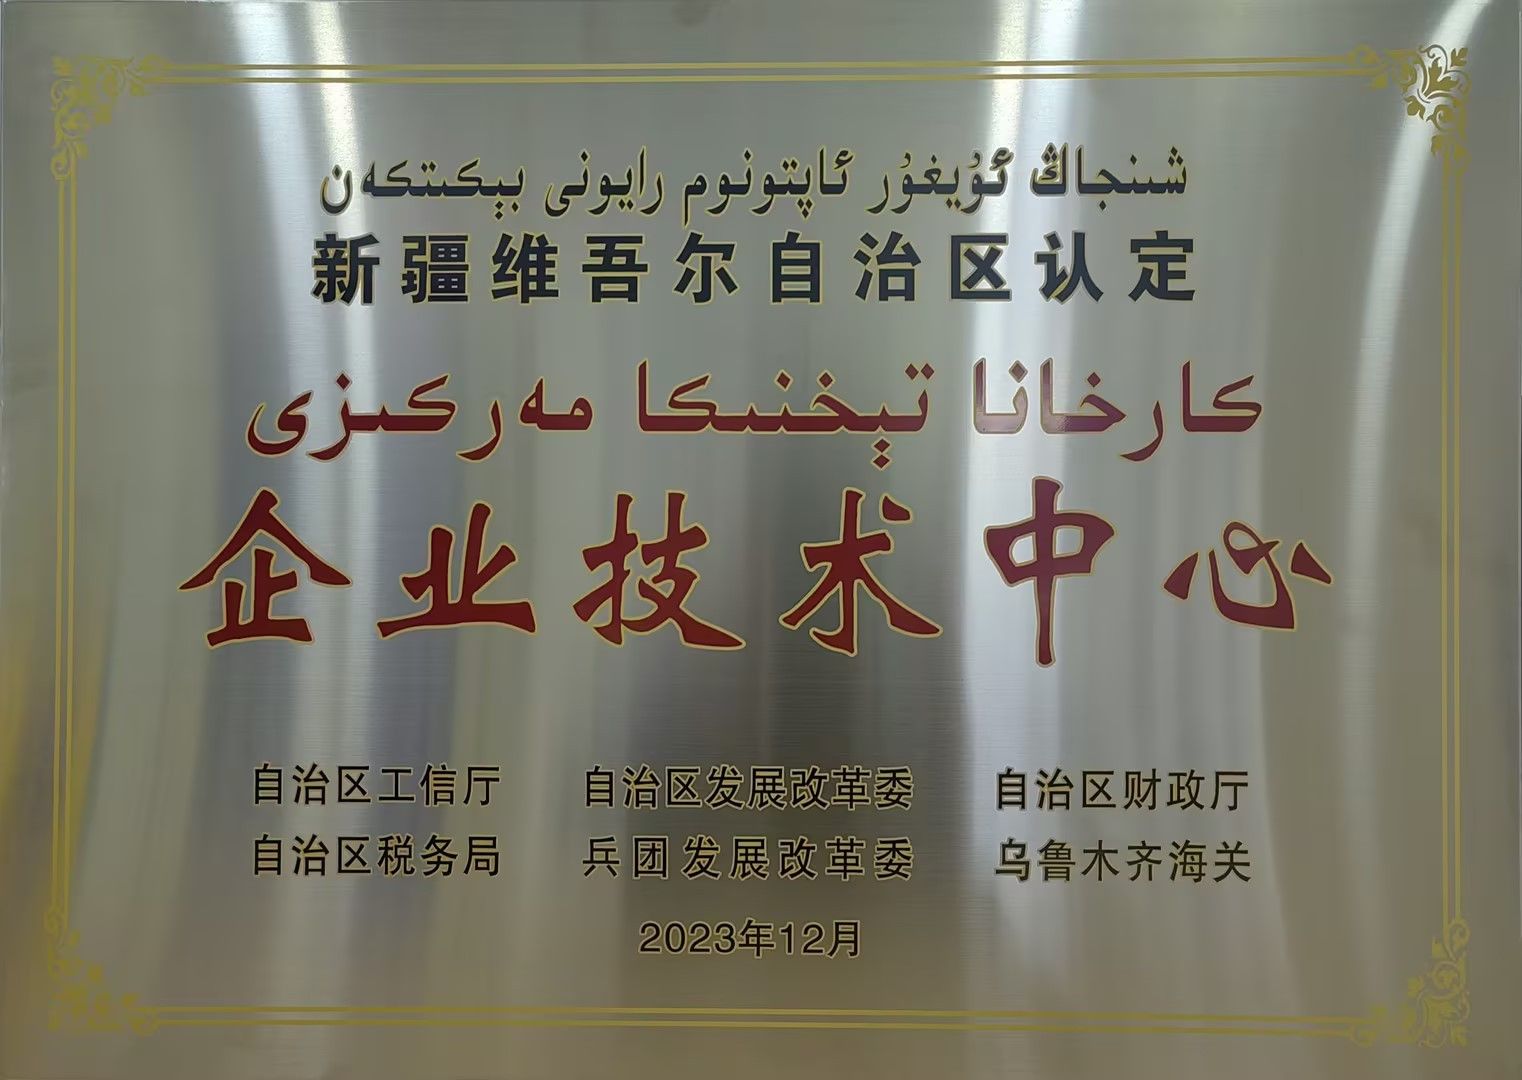 شىنجاڭ ئۇيغۇر ئاپتونوم رايونى بېكىتكەن
新疆维吾尔自治区认定
كارخانا تېخنىكا مەركىزى
企业技术中心
自治区工信厅 自治区发展改革委 自治区财政厅
自治区税务局 兵团发展改革委 乌鲁木齐海关
2023年12月